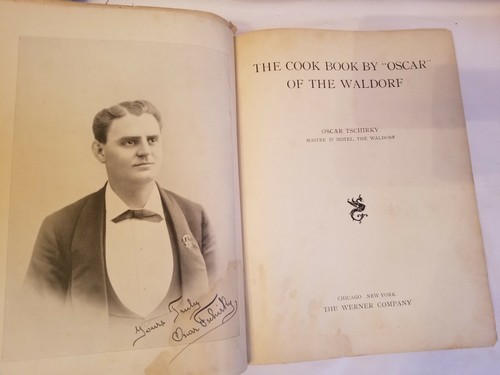 Yours Truly
Oscar Tschirky
THE COOK BOOK BY "OSCAR"
OF THE WALDORF
OSCAR TSCHIRKY
MAITRE D' HOTEL, THE WALDORF
CHICAGO NEW YORK
THE WERNER COMPANY